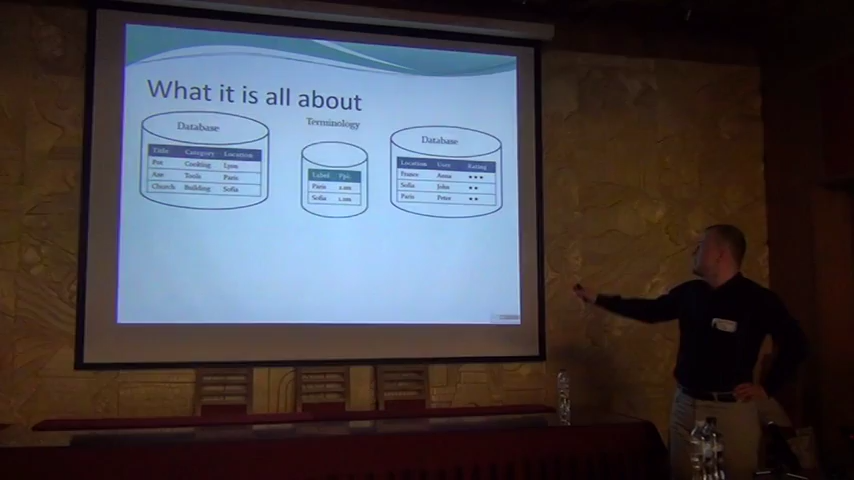 What it is all about
Database
Title Category Location
Pot Cooking Lyon
Axe Tools Paris
Church Building Sofia
Terminology
Label Ppl.
Paris
Sofia
Database
Location User Rating
France Anna ★★★
Sofia John ★★
Paris Peter ★★